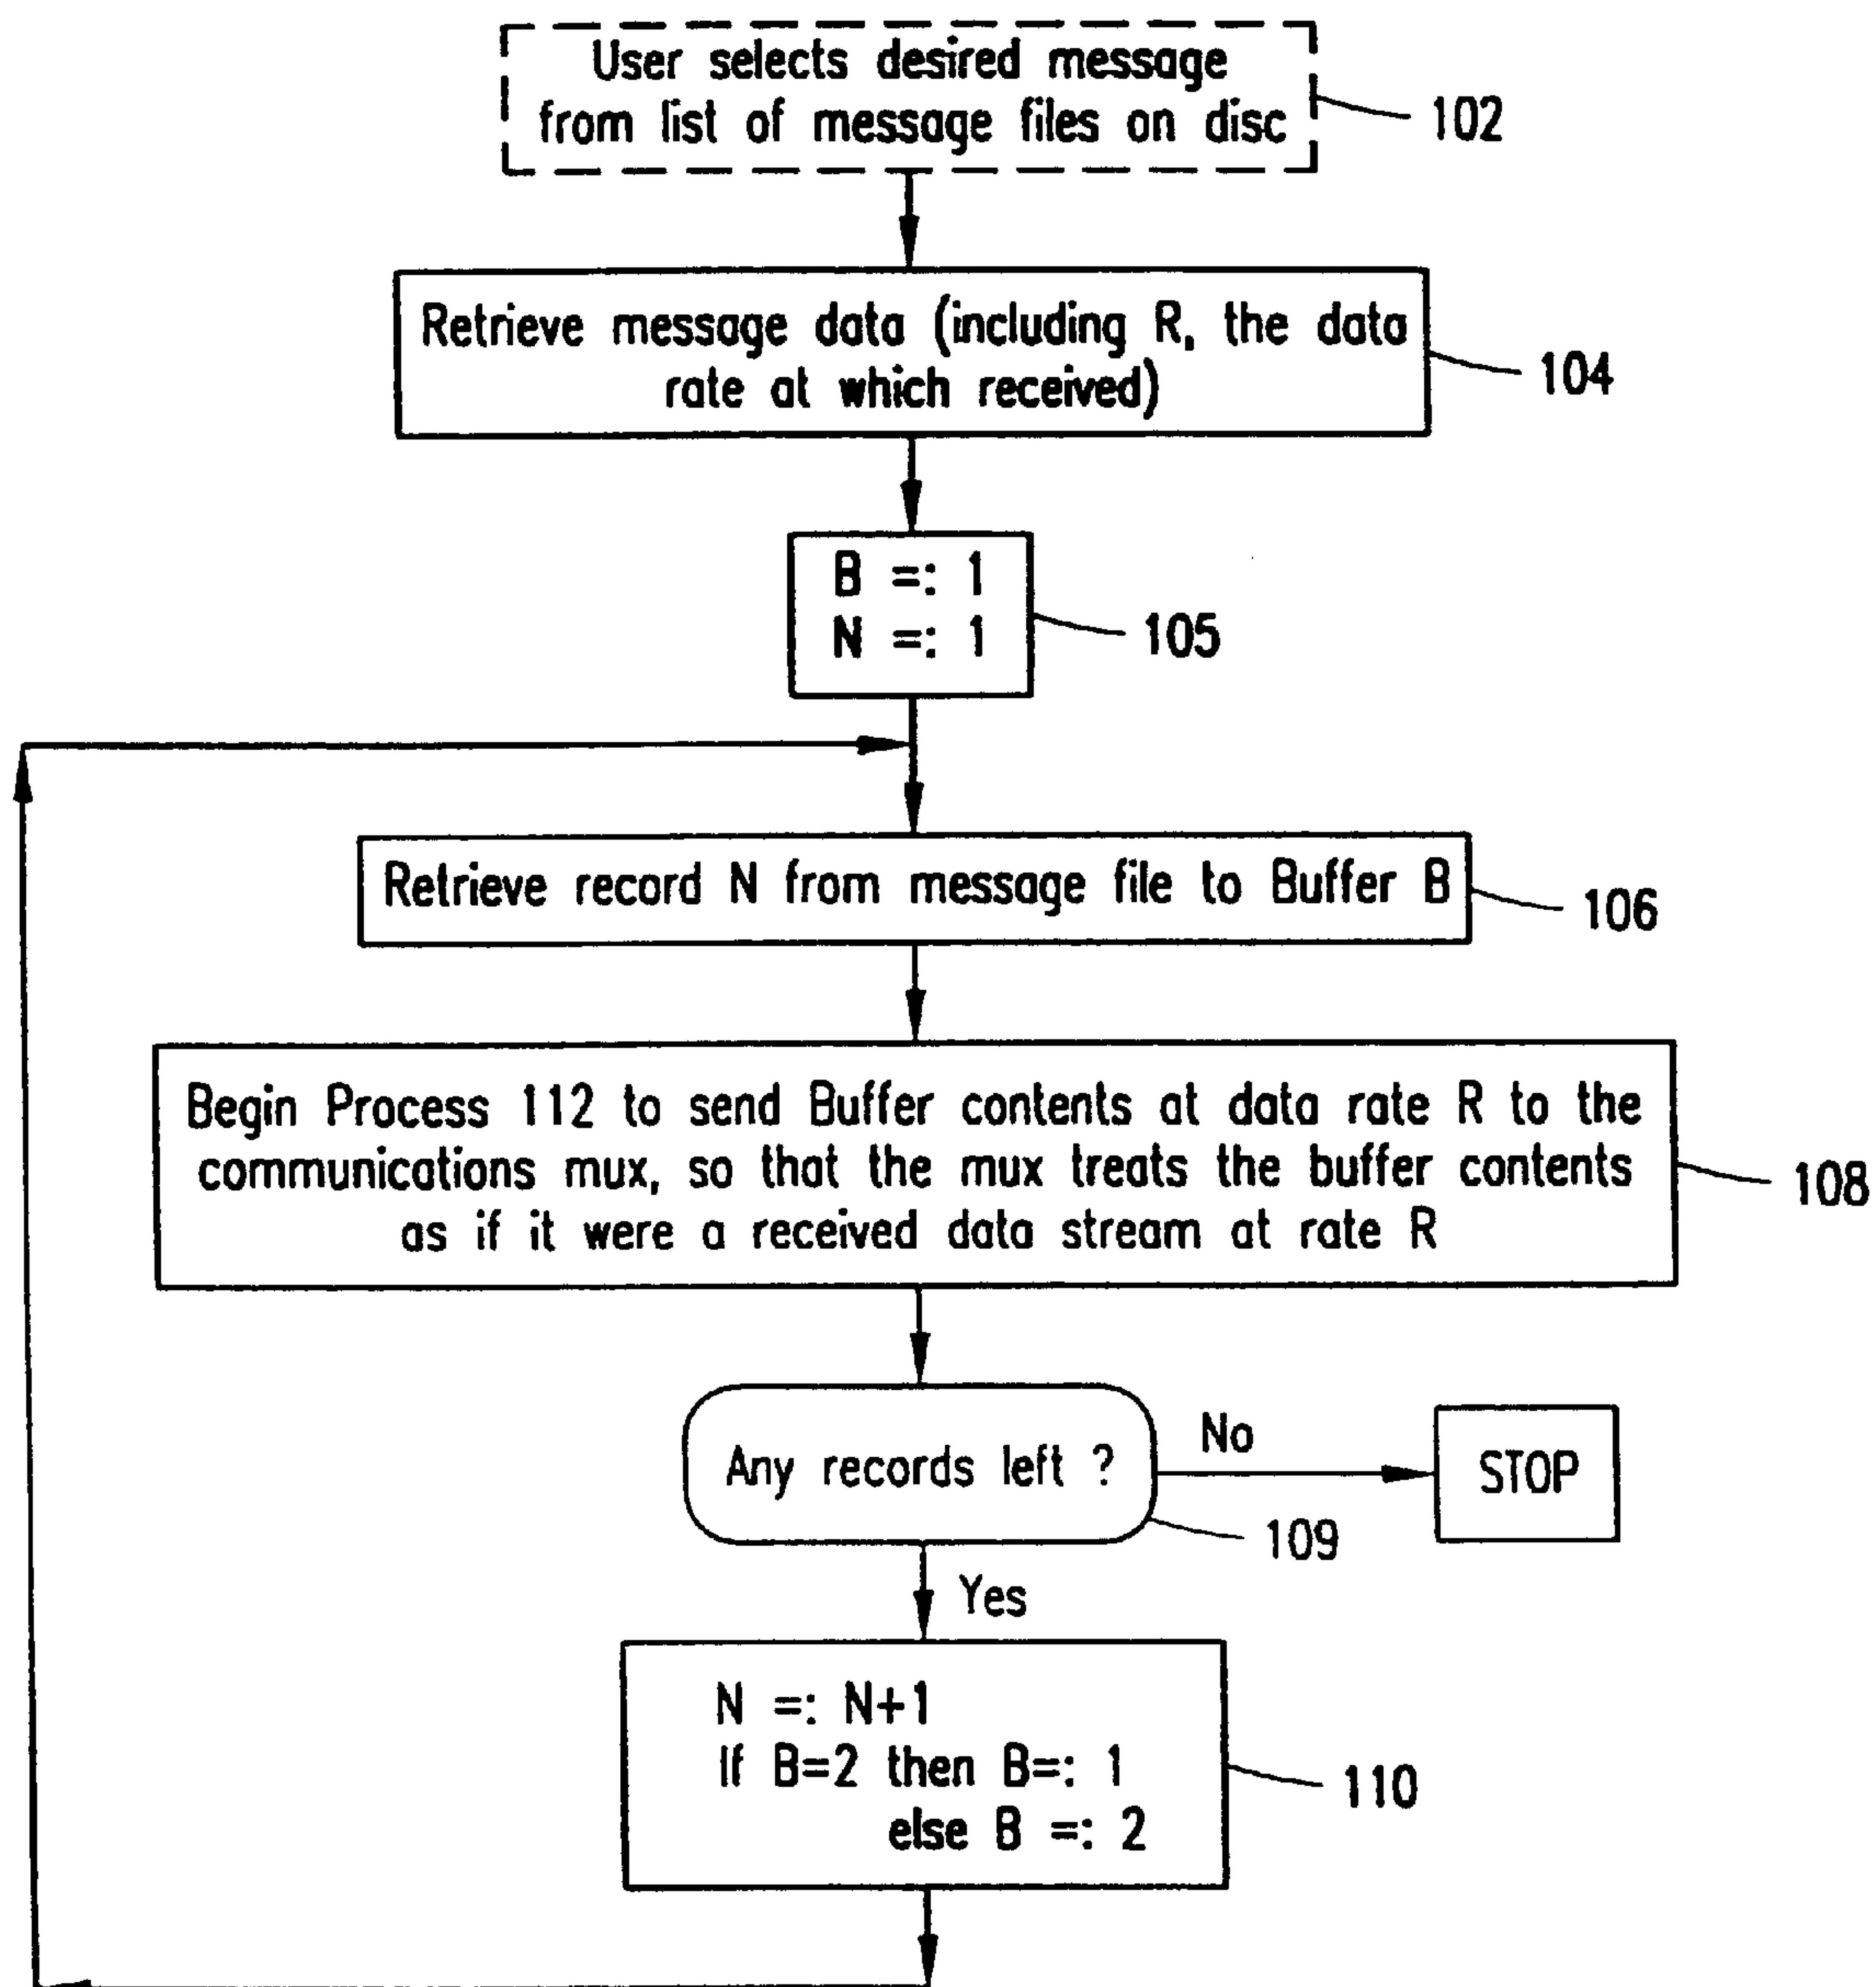 User selects desired message
from list of message files on disc
102
Retrieve message data (including R, the data
rate at which received)
104
B =: 1
N =: 1
105
Retrieve record N from message file to Buffer B
106
Begin Process 112 to send Buffer contents at data rate R to the
communications mux, so that the mux treats the buffer contents
as if it were a received data stream at rate R
108
Any records left ?
No
STOP
109
Yes
N =: N+1
If B=2 then B=: 1
else B =: 2
110